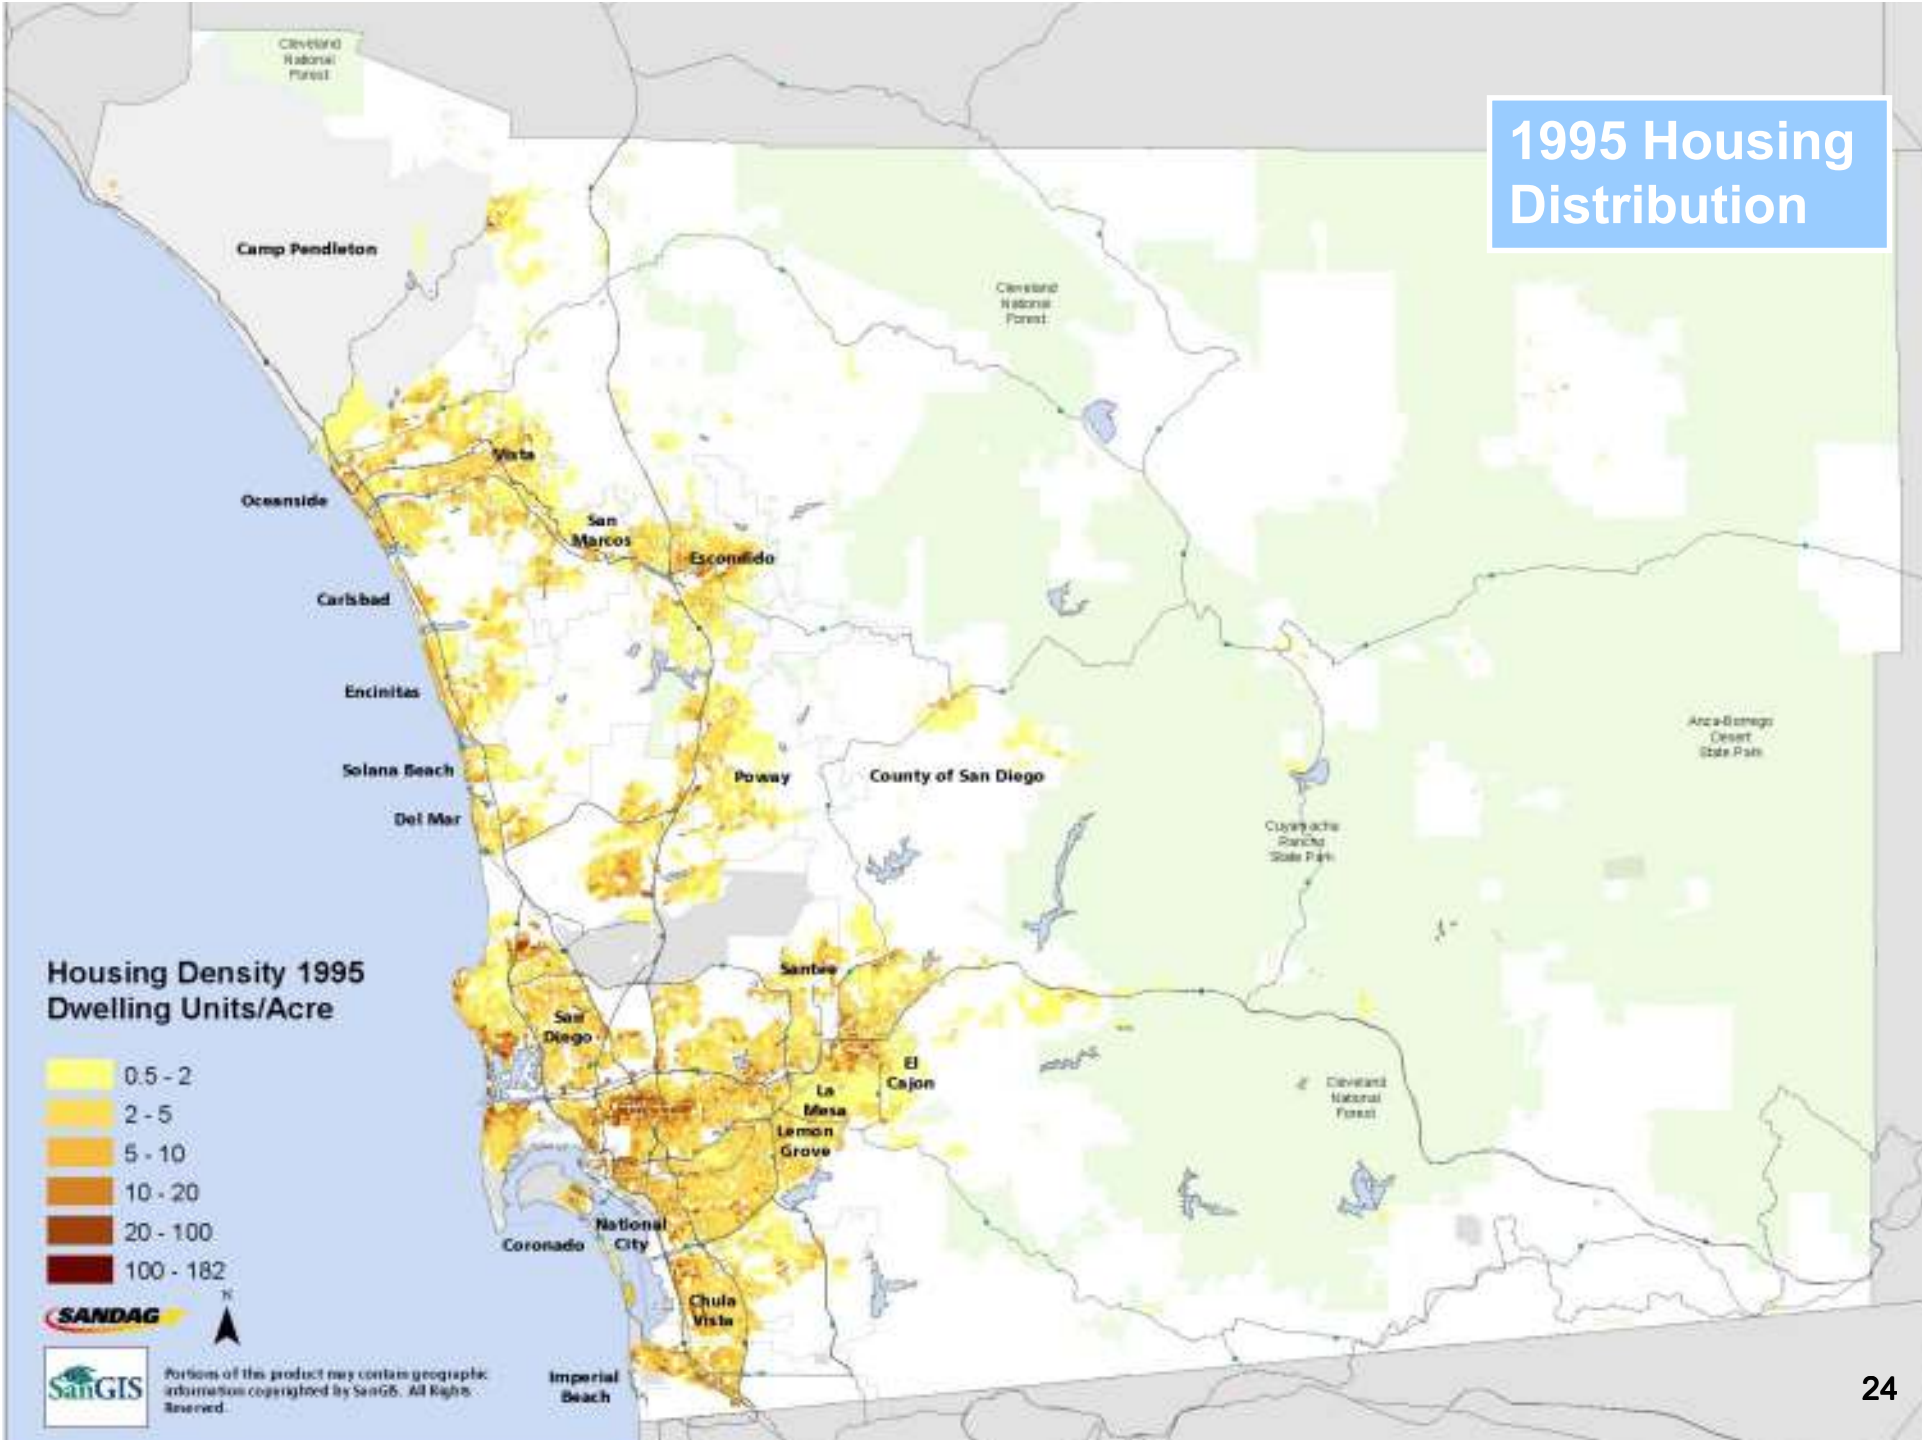 1995 Housing
Distribution
Cleveland
National
Forest
Camp Pendleton
Cleveland
National
Forest
Vista
Oceanside
San
Marcos
Escondido
Carlsbad
Encinitas
Anza-Borrego
Desert
State Park
Solana Beach
Poway
County of San Diego
Del Mar
Cuyamacha
Rancho
State Park
Santee
San
Diego
El
Cajon
La
Mesa
Lemon
Grove
Cleveland
National
Forest
National
City
Coronado
Chula
Vista
Imperial
Beach
Housing Density 1995
Dwelling Units/Acre
0.5 - 2
2 - 5
5 - 10
10 - 20
20 - 100
100 - 182
N
SANDAG
SanGIS
Portions of this product may contain geographic
information copyrighted by SanGIS. All Rights
Reserved.
24